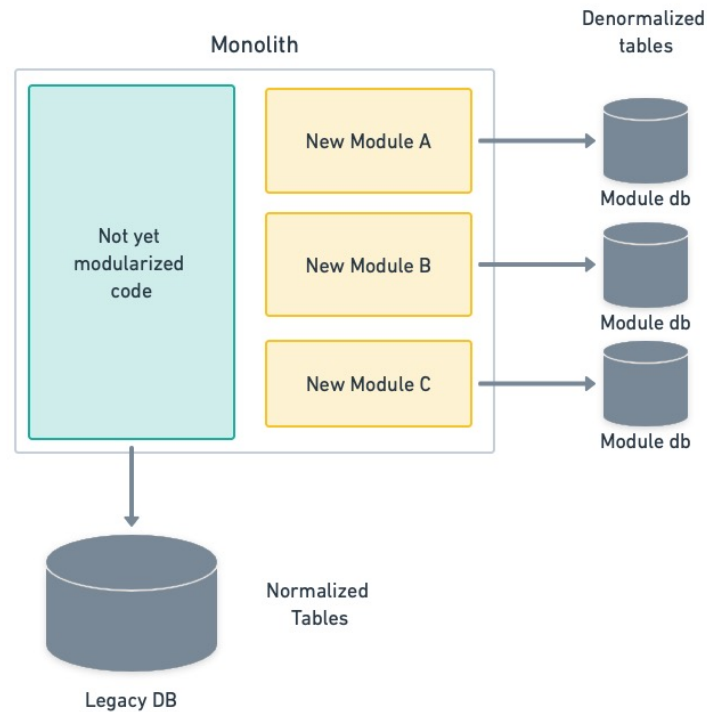 Denormalized
tables
Monolith
Not yet
modularized
code
New Module A
Module db
New Module B
Module db
New Module C
Module db
Normalized
Tables
Legacy DB